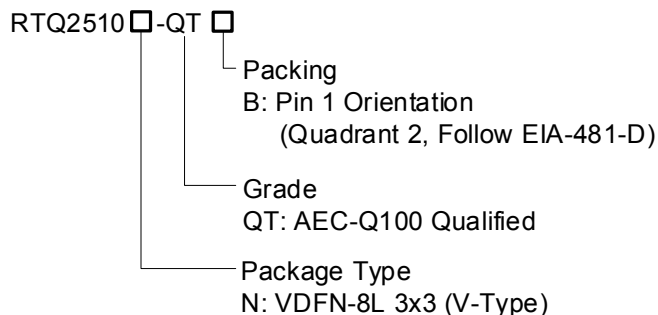 RTQ2510□-QT □
Packing
B: Pin 1 Orientation
(Quadrant 2, Follow EIA-481-D)
Grade
QT: AEC-Q100 Qualified
Package Type
N: VDFN-8L 3x3 (V-Type)